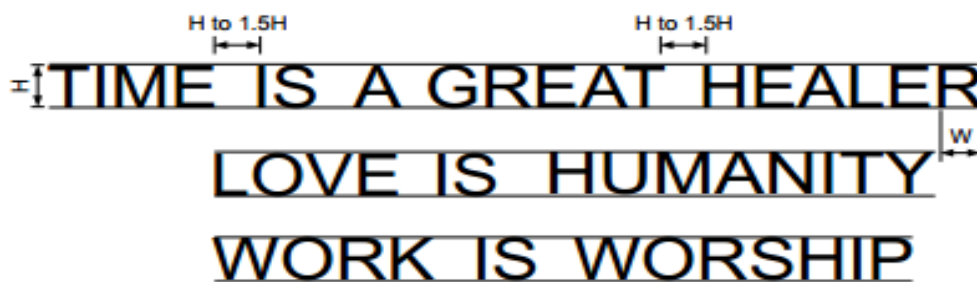 H to 1.5H H to 1.5H
H TIME IS A GREAT HEALER
W
LOVE IS HUMANITY
WORK IS WORSHIP